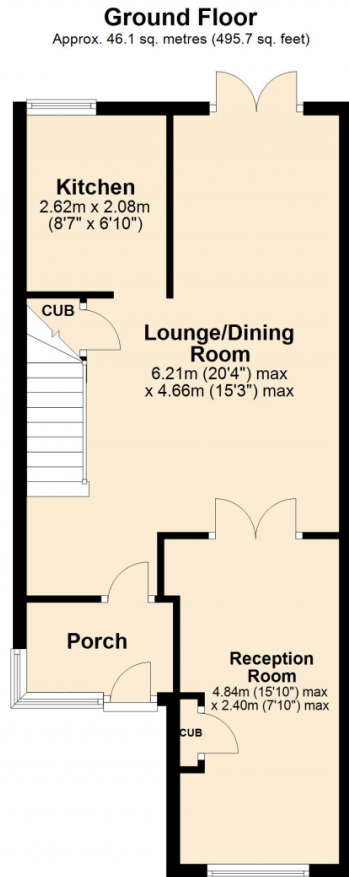 Ground Floor
Approx. 46.1 sq. metres (495.7 sq. feet)
Kitchen
2.62m x 2.08m
(8'7" x 6'10")
CUB
Lounge/Dining
Room
6.21m (20'4") max
x 4.66m (15'3") max
Porch
Reception
Room
4.84m (15'10") max
x 2.40m (7'10") max
CUB